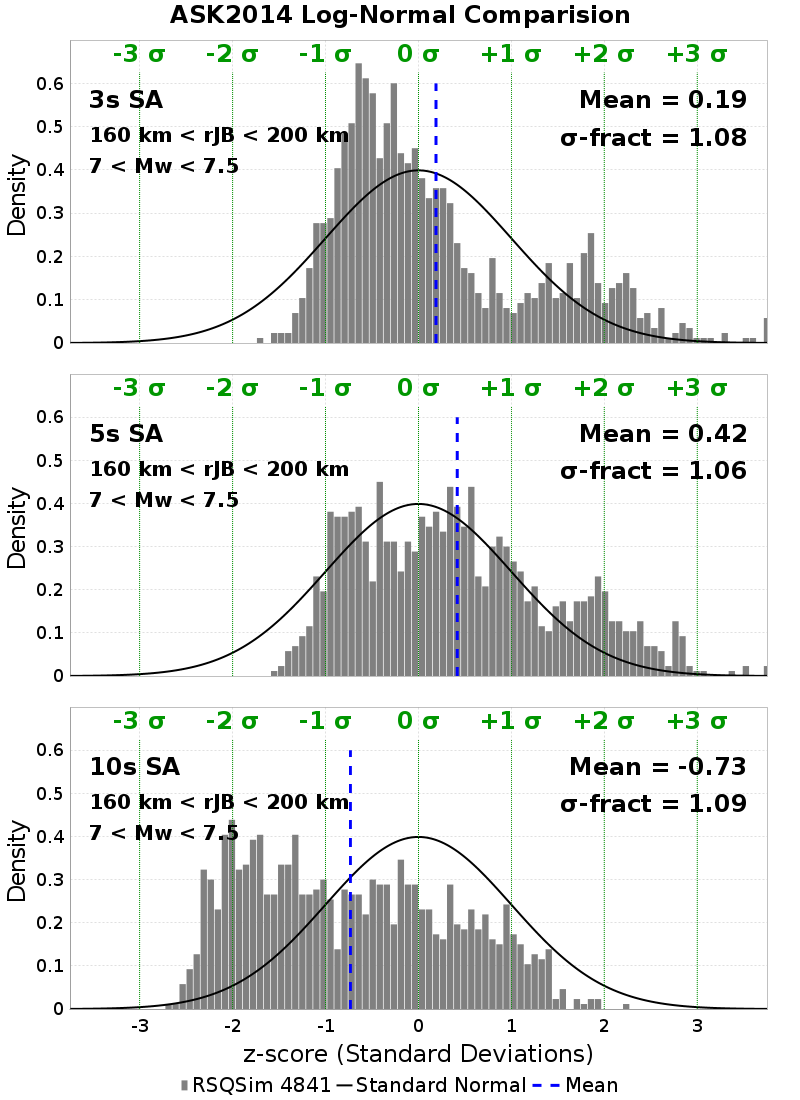 ASK2014 Log-Normal Comparision
-3 σ -2 σ -1 σ 0 σ +1 σ +2 σ +3 σ
3s SA
160 km < rJB < 200 km
7 < Mw < 7.5
Mean = 0.19
σ-fract = 1.08
0.6
0.5
0.4
0.3
0.2
0.1
0
Density
-3 σ -2 σ -1 σ 0 σ +1 σ +2 σ +3 σ
5s SA
160 km < rJB < 200 km
7 < Mw < 7.5
Mean = 0.42
σ-fract = 1.06
0.6
0.5
0.4
0.3
0.2
0.1
0
Density
-3 σ -2 σ -1 σ 0 σ +1 σ +2 σ +3 σ
10s SA
160 km < rJB < 200 km
7 < Mw < 7.5
Mean = -0.73
σ-fract = 1.09
0.6
0.5
0.4
0.3
0.2
0.1
0
Density
-3 -2 -1 0 1 2 3
z-score (Standard Deviations)
RSQSim 4841 Standard Normal Mean